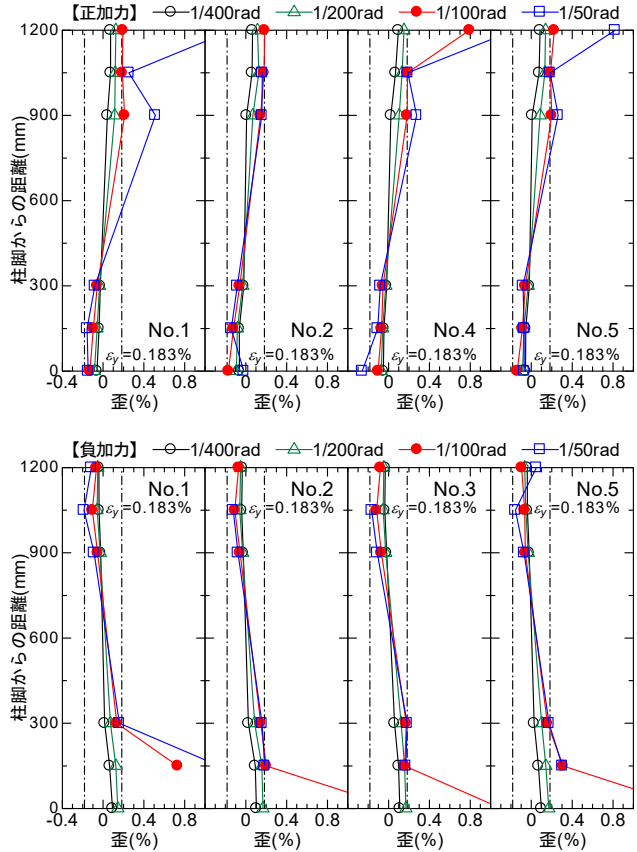 【正加力】 1/400rad 1/200rad 1/100rad 1/50rad
1200
900
600
300
0
柱脚からの距離(mm)
No.1 No.2 No.4 No.5
εy=0.183% εy=0.183% εy=0.183% εy=0.183%
-0.4 0 0.4 0.8 0 0.4 0.8 0 0.4 0.8 0 0.4 0.8
歪(%) 歪(%) 歪(%) 歪(%)
【負加力】 1/400rad 1/200rad 1/100rad 1/50rad
1200
No.1 No.2 No.3 No.5
εy=0.183% εy=0.183% εy=0.183% εy=0.183%
900
600
300
0
柱脚からの距離(mm)
-0.4 0 0.4 0.8 0 0.4 0.8 0 0.4 0.8 0 0.4 0.8
歪(%) 歪(%) 歪(%) 歪(%)